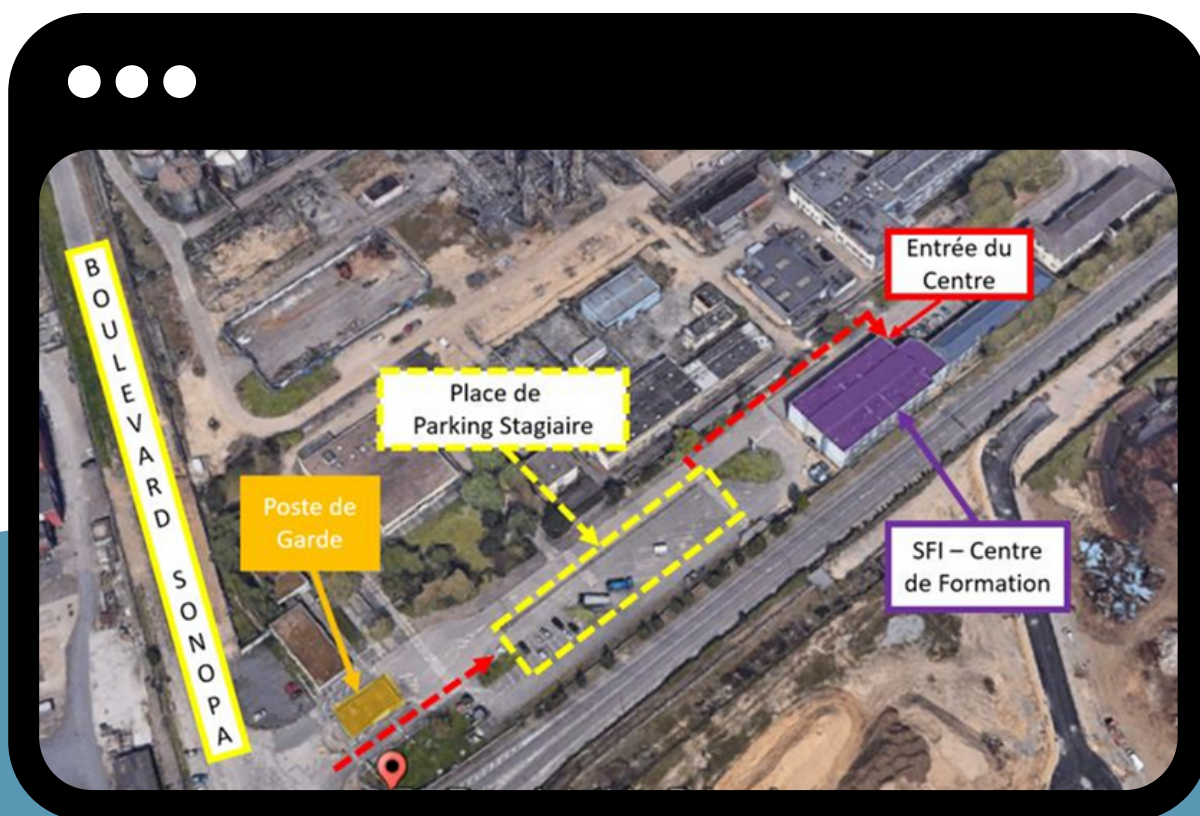 BOULEVARD SONOPA
Entrée du
Centre
Place de
Parking Stagiaire
Poste de
Garde
SFI – Centre
de Formation